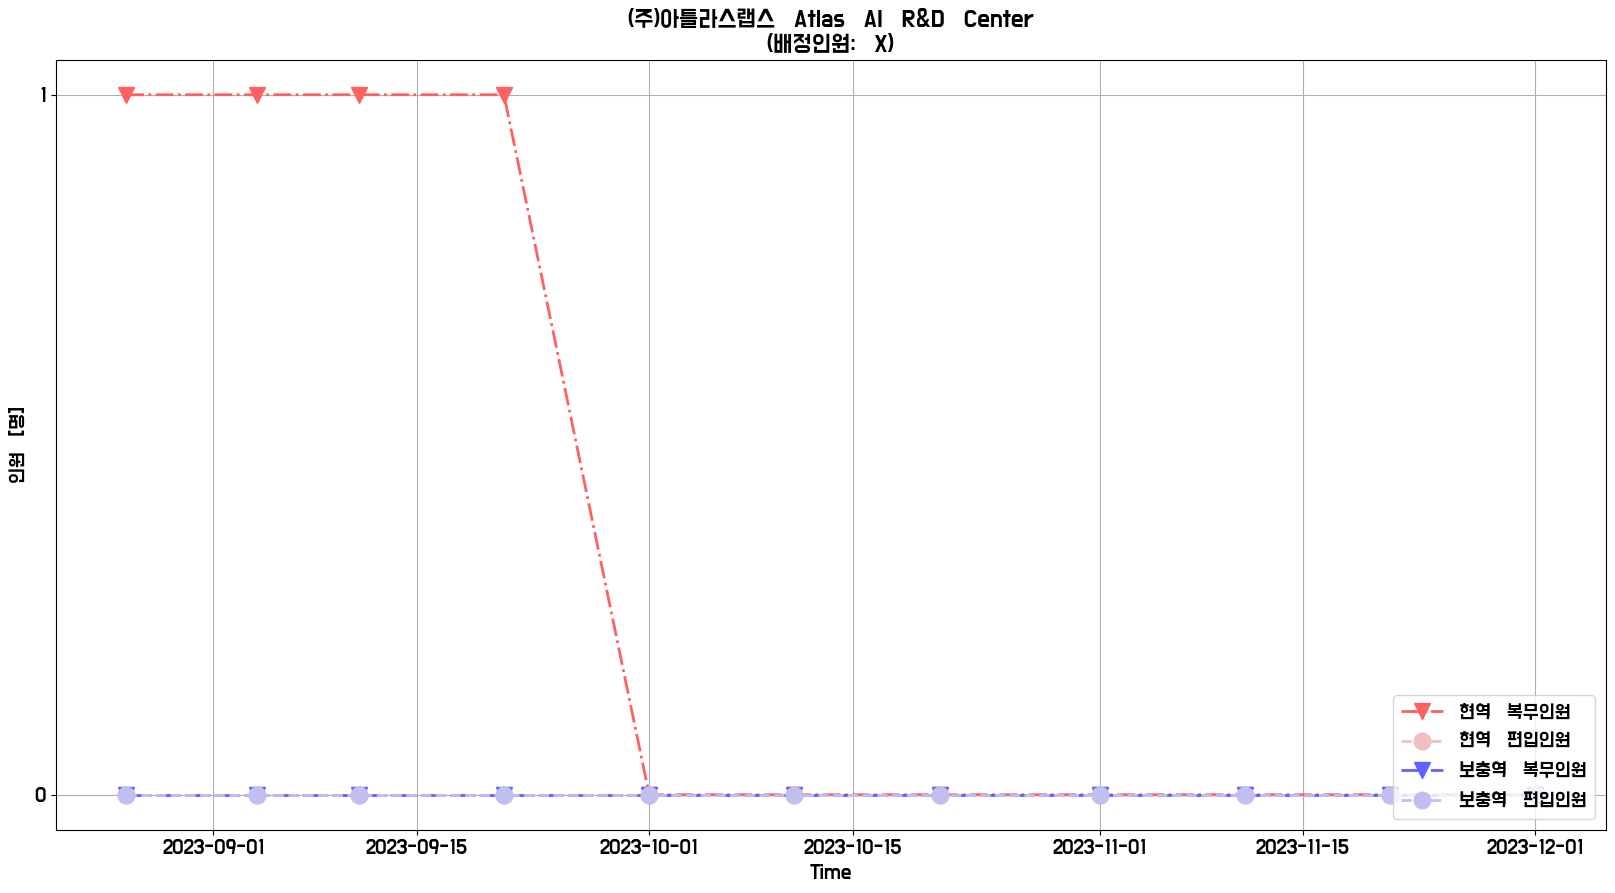 (주)아틀라스랩스 Atlas AI R&D Center
(배정인원: X)
인원 [명]
1
0
현역 복무인원
현역 편입인원
보충역 복무인원
보충역 편입인원
2023-09-01 2023-09-15 2023-10-01 2023-10-15 2023-11-01 2023-11-15 2023-12-01
Time